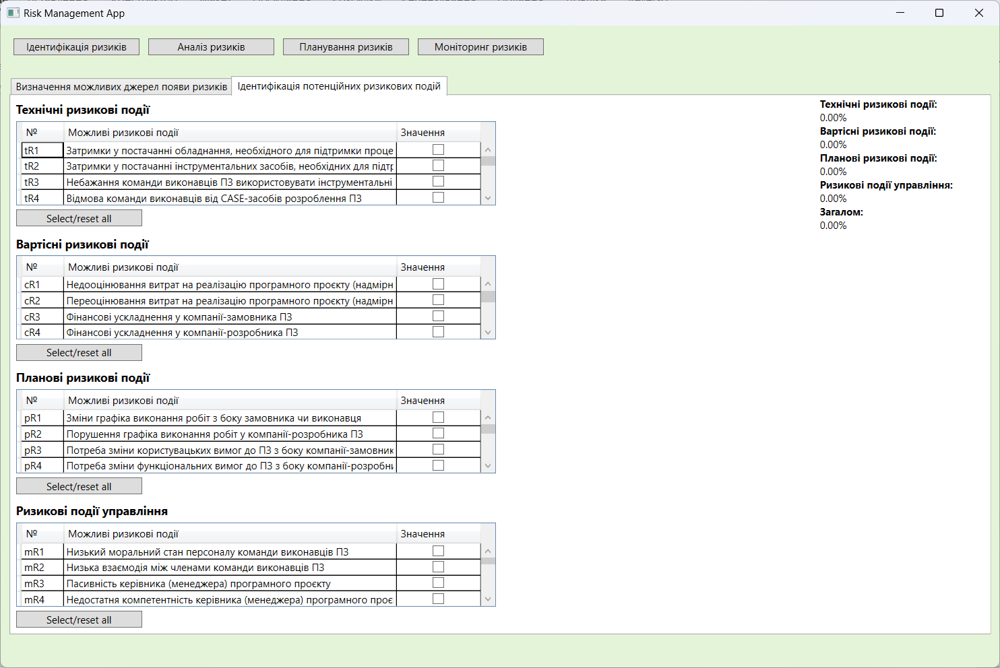 Risk Management App
Ідентифікація ризиків
Аналіз ризиків
Планування ризиків
Моніторинг ризиків
Визначення можливих джерел появи ризиків
Ідентифікація потенційних ризикових подій
Технічні ризикові події
№ Можливі ризикові події Значення
tR1 Затримки у постачанні обладнання, необхідного для підтримки проце
tR2 Затримки у постачанні інструментальних засобів, необхідних для підтр
tR3 Небажання команди виконавців ПЗ використовувати інструментальні
tR4 Відмова команди виконавців від CASE-засобів розроблення ПЗ
Select/reset all
Вартісні ризикові події
№ Можливі ризикові події Значення
cR1 Недооцінювання витрат на реалізацію програмного проєкту (надмірн
cR2 Переоцінювання витрат на реалізацію програмного проєкту (надмірн
cR3 Фінансові ускладнення у компанії-замовника ПЗ
cR4 Фінансові ускладнення у компанії-розробника ПЗ
Select/reset all
Планові ризикові події
№ Можливі ризикові події Значення
pR1 Зміни графіка виконання робіт з боку замовника чи виконавця
pR2 Порушення графіка виконання робіт у компанії-розробника ПЗ
pR3 Потреба зміни користувацьких вимог до ПЗ з боку компанії-замовник
pR4 Потреба зміни функціональних вимог до ПЗ з боку компанії-розробни
Select/reset all
Ризикові події управління
№ Можливі ризикові події Значення
mR1 Низький моральний стан персоналу команди виконавців ПЗ
mR2 Низька взаємодія між членами команди виконавців ПЗ
mR3 Пасивність керівника (менеджера) програмного проєкту
mR4 Недостатня компетентність керівника (менеджера) програмного проє
Select/reset all
Технічні ризикові події:
0.00%
Вартісні ризикові події:
0.00%
Планові ризикові події:
0.00%
Ризикові події управління:
0.00%
Загалом:
0.00%